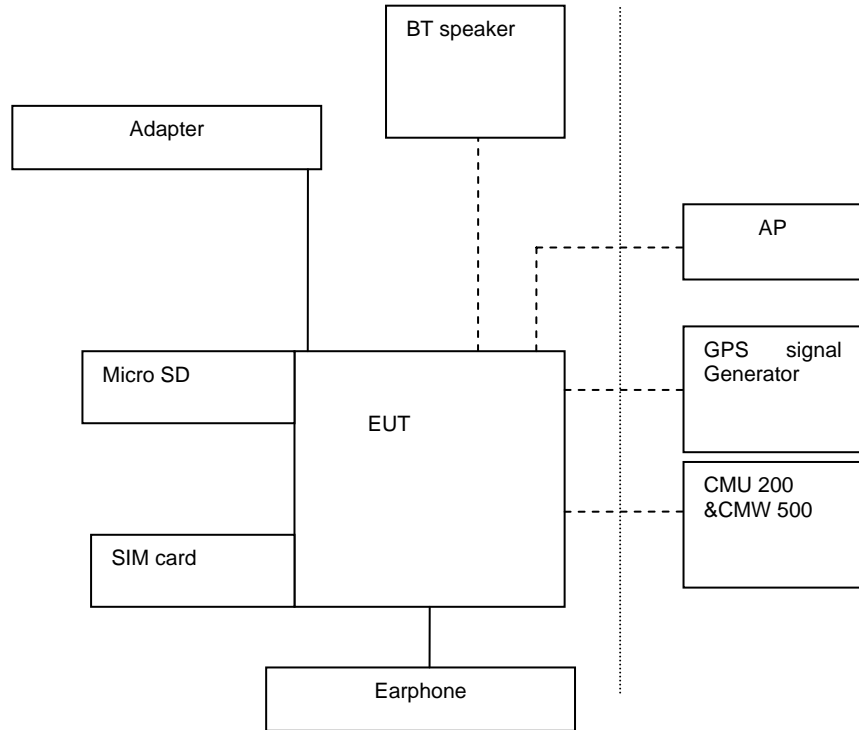 BT speaker
Adapter
AP
Micro SD
GPS signal
Generator
EUT
CMU 200
&CMW 500
SIM card
Earphone